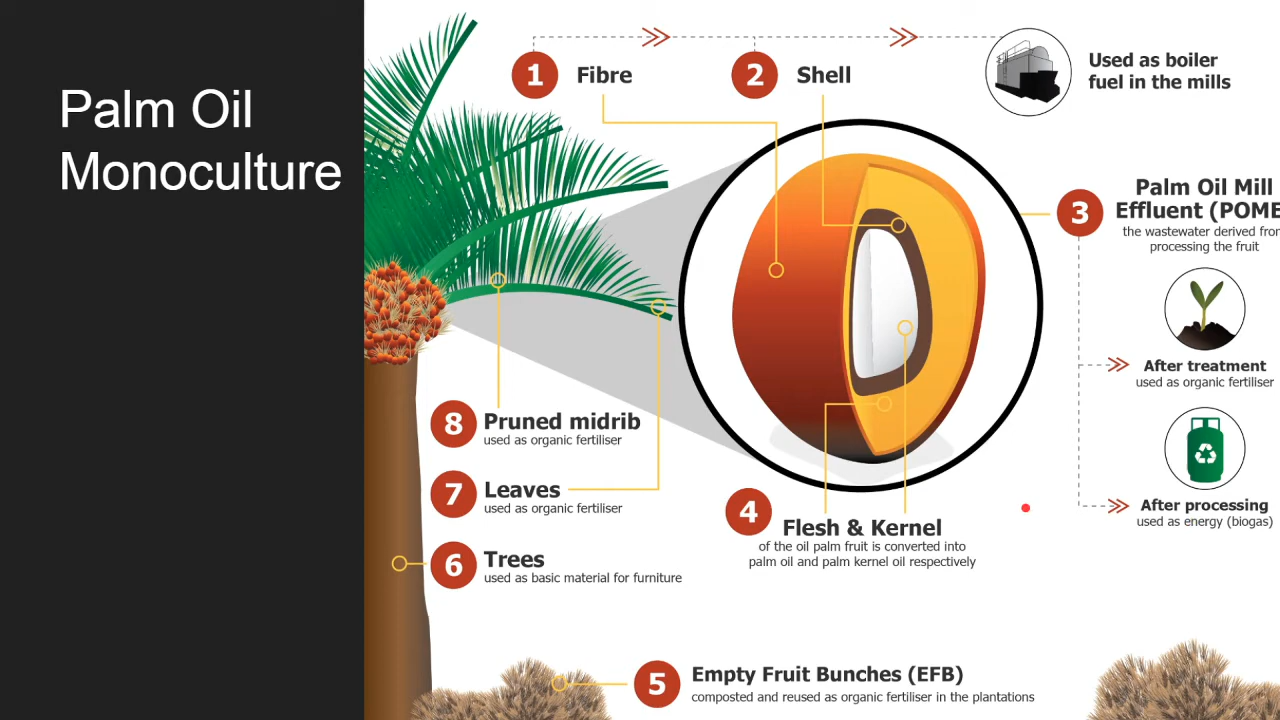 Palm Oil
Monoculture
1
Fibre
2
Shell
Used as boiler
fuel in the mills
3
Palm Oil Mill
Effluent (POME
the wastewater derived from
processing the fruit
After treatment
used as organic fertiliser
After processing
used as energy (biogas)
4
Flesh & Kernel
of the oil palm fruit is converted into
palm oil and palm kernel oil respectively
8
Pruned midrib
used as organic fertiliser
7
Leaves
used as organic fertiliser
6
Trees
used as basic material for furniture
5
Empty Fruit Bunches (EFB)
composted and reused as organic fertiliser in the plantations